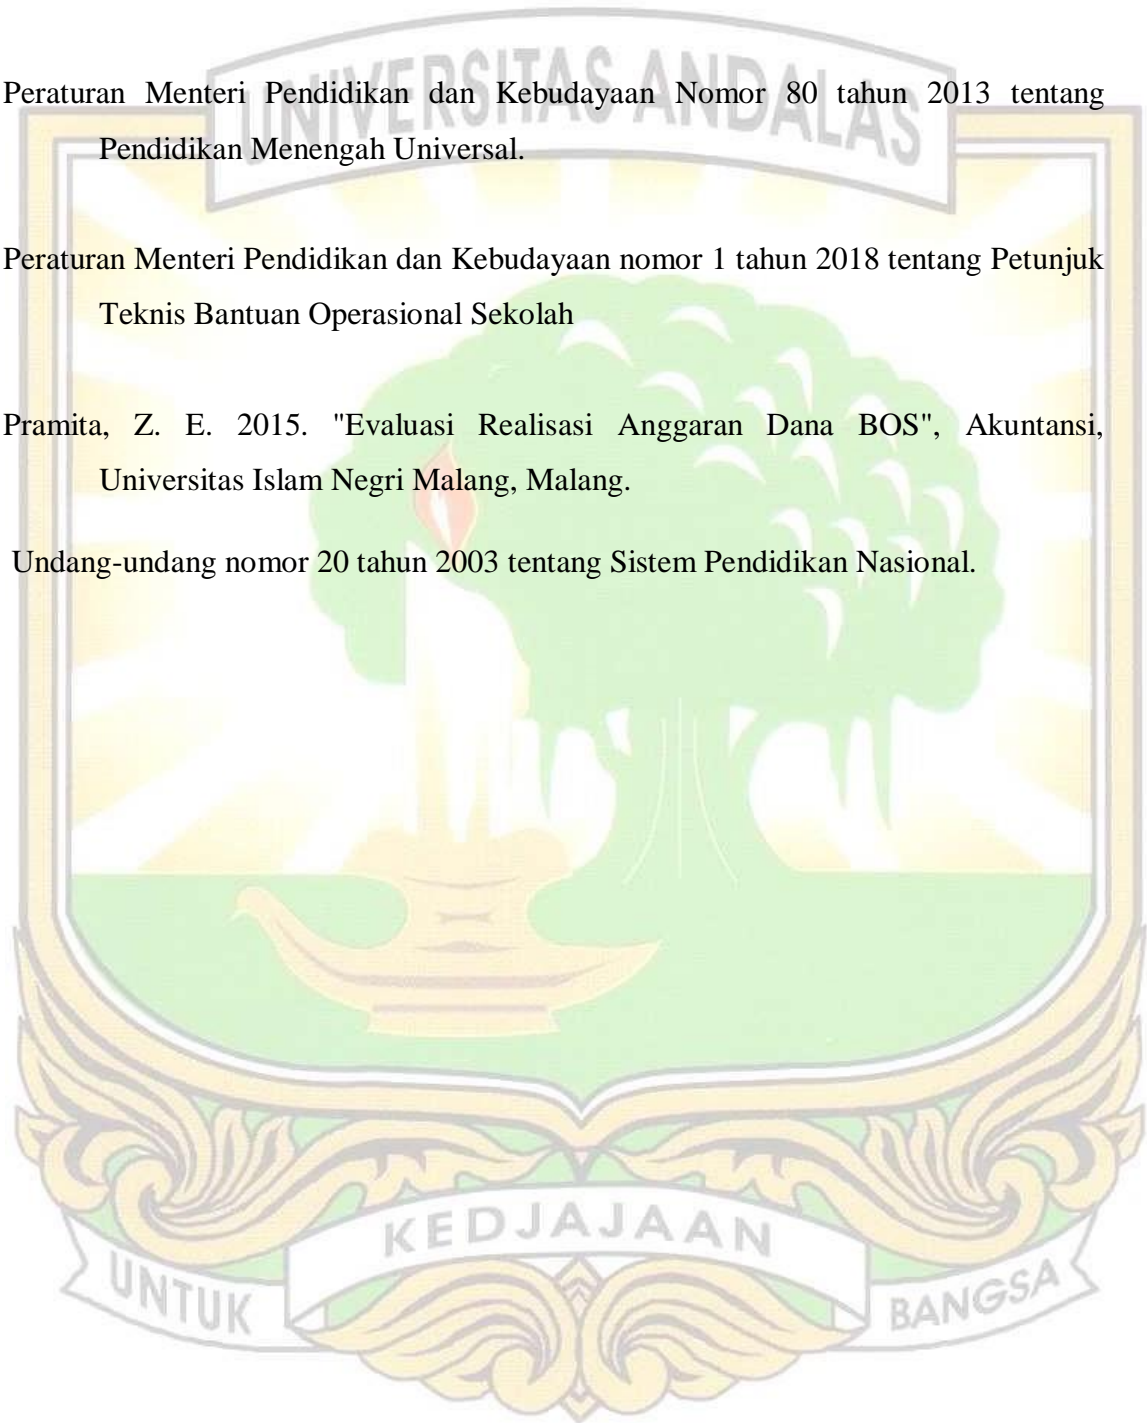 UNIVERSITAS ANDALAS
Peraturan Menteri Pendidikan dan Kebudayaan Nomor 80 tahun 2013 tentang
Pendidikan Menengah Universal.
Peraturan Menteri Pendidikan dan Kebudayaan nomor 1 tahun 2018 tentang Petunjuk
Teknis Bantuan Operasional Sekolah
Pramita, Z. E. 2015. "Evaluasi Realisasi Anggaran Dana BOS", Akuntansi,
Universitas Islam Negri Malang, Malang.
Undang-undang nomor 20 tahun 2003 tentang Sistem Pendidikan Nasional.
UNTUK KEDJAJAAN BANGSA